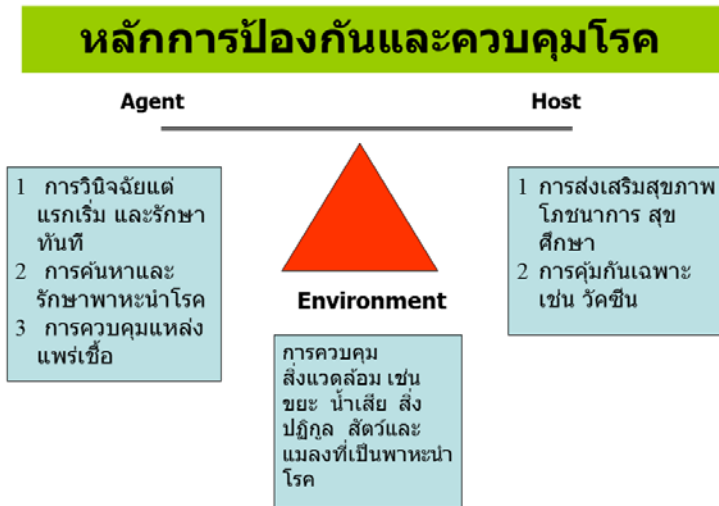 หลักการป้องกันและควบคุมโรค
Agent
Host
1 การวินิจฉัยแต่
แรกเริ่ม และรักษา
ทันที
2 การค้นหาและ
รักษาพาหะนำโรค
3 การควบคุมแหล่ง
แพร่เชื้อ
1 การส่งเสริมสุขภาพ
โภชนาการ สุข
ศึกษา
2 การคุ้มกันเฉพาะ
เช่น วัคซีน
Environment
การควบคุม
สิ่งแวดล้อม เช่น
ขยะ น้ำเสีย สิ่ง
ปฏิกูล สัตว์และ
แมลงที่เป็นพาหะนำ
โรค